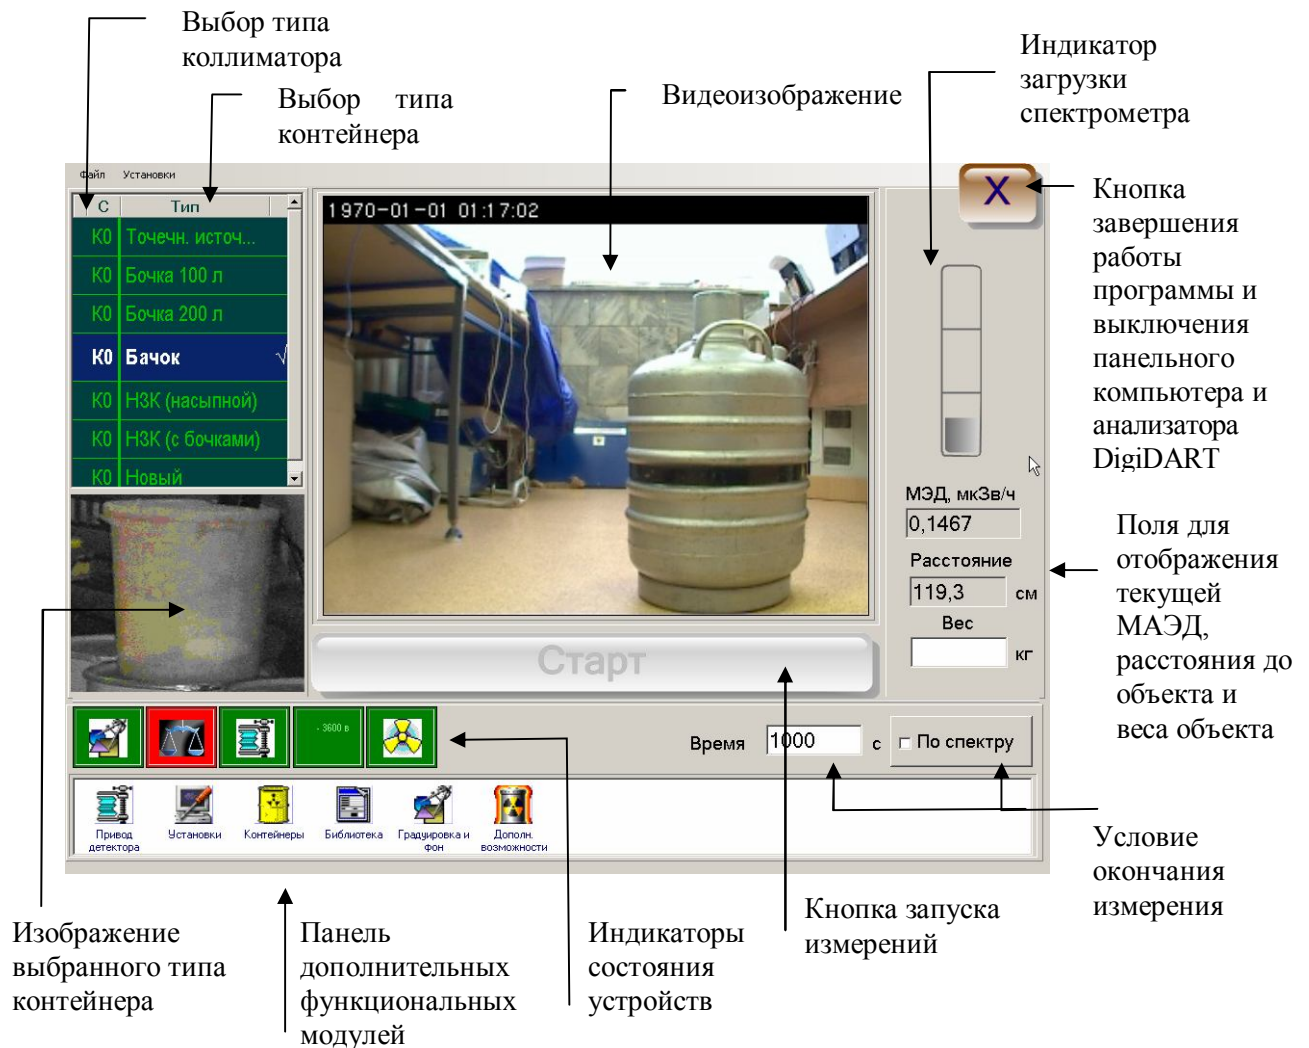 Выбор типа
коллиматора
Выбор типа
контейнера
Видеоизображение
Индикатор
загрузки
спектрометра
Файл Установки
С Тип
К0 Точечн. источ...
К0 Бочка 100 л
К0 Бочка 200 л
К0 Бачок √
К0 НЗК (насыпной)
К0 НЗК (с бочками)
К0 Новый
1970-01-01 01:17:02
X
Кнопка
завершения
работы
программы и
выключения
панельного
компьютера и
анализатора
DigiDART
МЭД, мкЗв/ч
0,1467
Расстояние
119,3 см
Вес
кг
Поля для
отображения
текущей
МАЭД,
расстояния до
объекта и
веса объекта
Старт
- 3600 в
Время 1000 с По спектру
Привод
детектора
Установки
Контейнеры
Библиотека
Градуировка и
фон
Дополн.
возможности
Условие
окончания
измерения
Изображение
выбранного типа
контейнера
Панель
дополнительных
функциональных
модулей
Индикаторы
состояния
устройств
Кнопка запуска
измерений